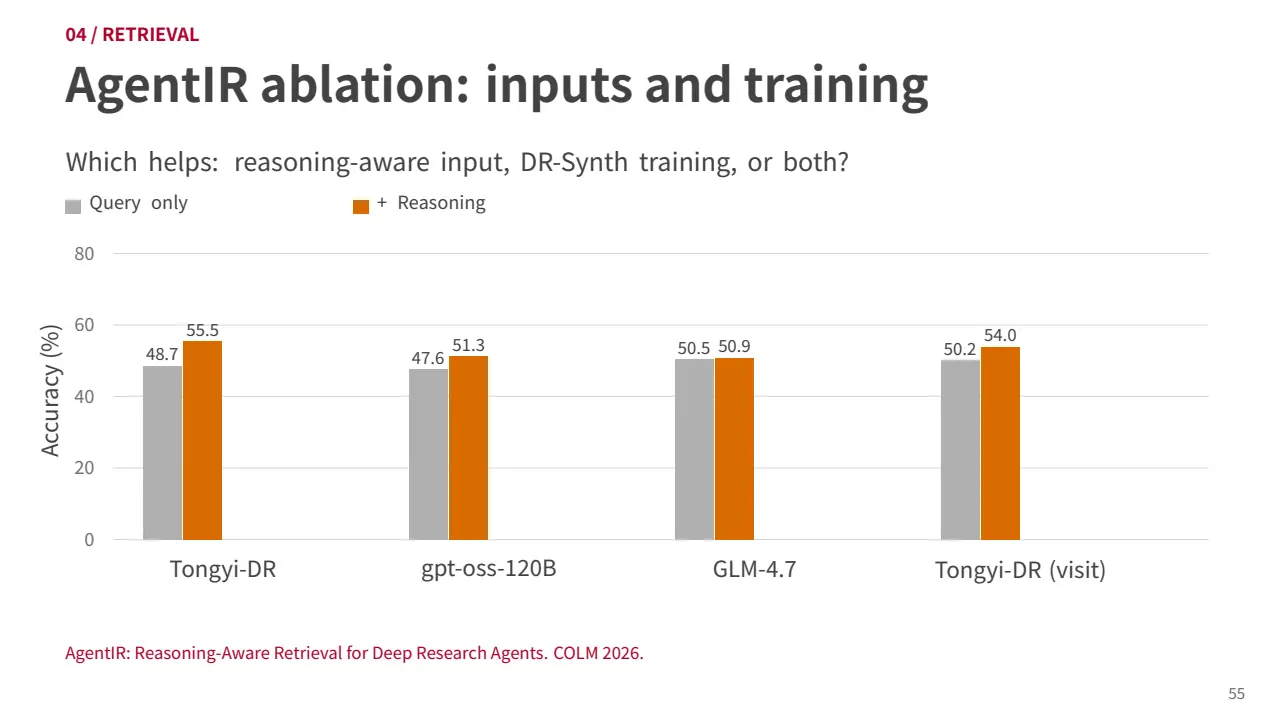 04 / RETRIEVAL
AgentIR ablation: inputs and training
Which helps: reasoning-aware input, DR-Synth training, or both?
Query only
+ Reasoning
Accuracy (%)
80
60
40
20
0
48.7
55.5
47.6
51.3
50.5
50.9
50.2
54.0
Tongyi-DR
gpt-oss-120B
GLM-4.7
Tongyi-DR (visit)
AgentIR: Reasoning-Aware Retrieval for Deep Research Agents. COLM 2026.
55